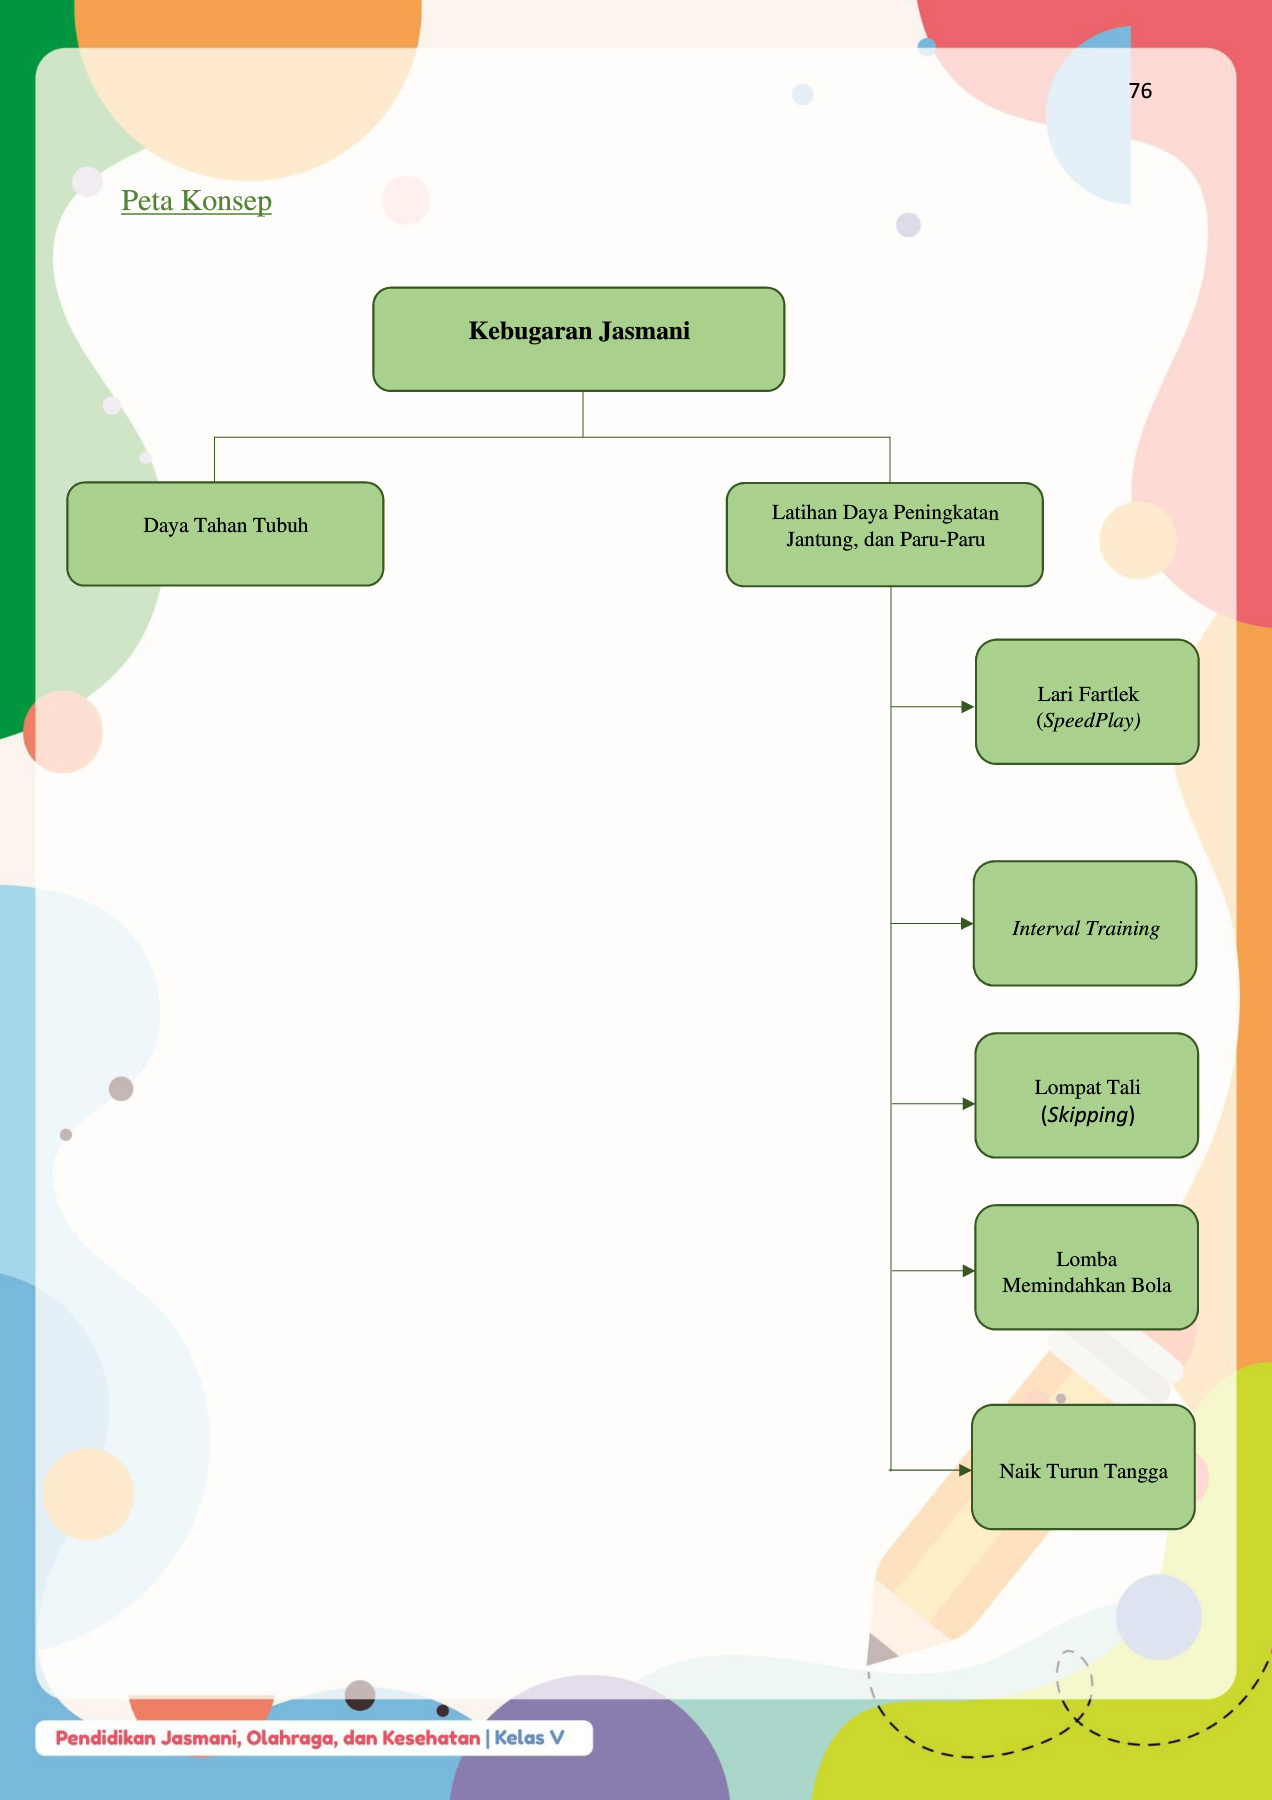 76
Peta Konsep
Kebugaran Jasmani
Daya Tahan Tubuh
Latihan Daya Peningkatan
Jantung, dan Paru-Paru
Lari Fartlek
(SpeedPlay)
Interval Training
Lompat Tali
(Skipping)
Lomba
Memindahkan Bola
Naik Turun Tangga
Pendidikan Jasmani, Olahraga, dan Kesehatan | Kelas V